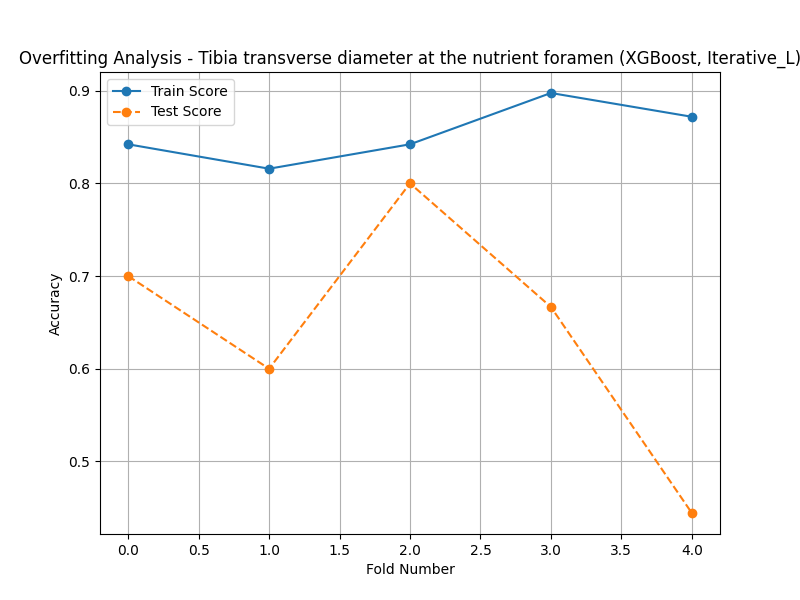 Overfitting Analysis - Tibia transverse diameter at the nutrient foramen (XGBoost, Iterative_L)
Train Score
Test Score
0.9
0.8
0.7
0.6
0.5
Accuracy
0.0 0.5 1.0 1.5 2.0 2.5 3.0 3.5 4.0
Fold Number